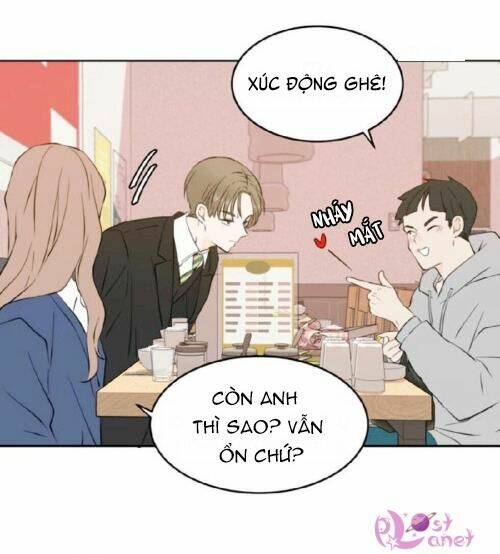 XÚC ĐỘNG GHÊ!
NHÁY
MẮT
CÒN ANH
THÌ SAO? VẪN
ỔN CHỨ?
Lost
Planet